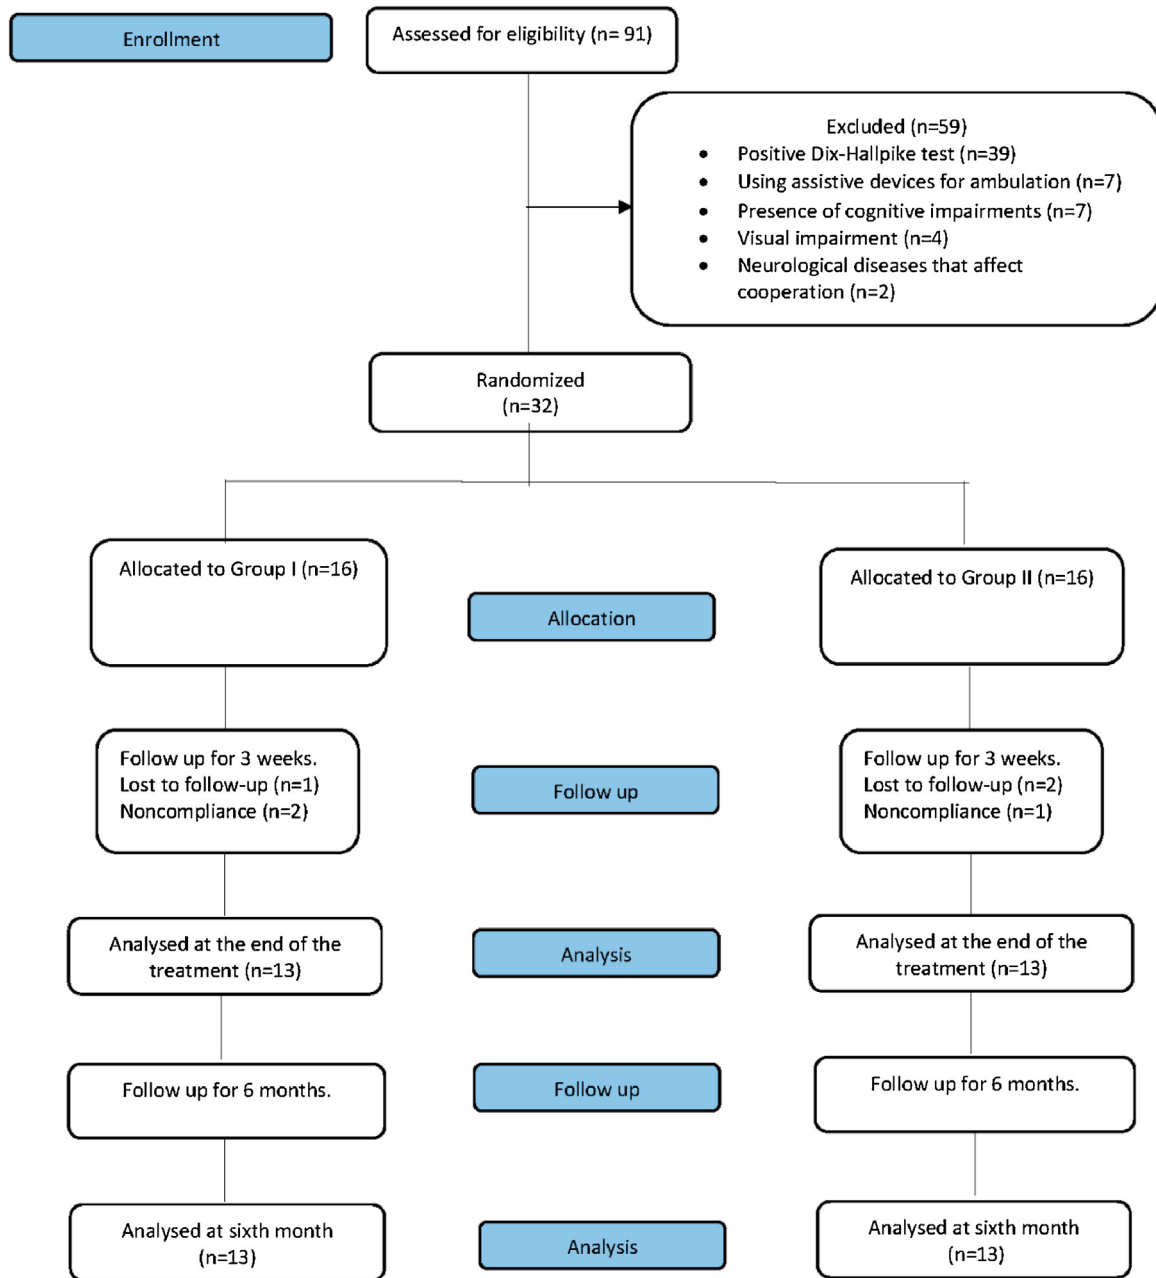 Enrollment
Assessed for eligibility (n= 91)
Excluded (n=59)
• Positive Dix-Hallpike test (n=39)
• Using assistive devices for ambulation (n=7)
• Presence of cognitive impairments (n=7)
• Visual impairment (n=4)
• Neurological diseases that affect
cooperation (n=2)
Randomized
(n=32)
Allocated to Group I (n=16)
Allocation
Allocated to Group II (n=16)
Follow up for 3 weeks.
Lost to follow-up (n=1)
Noncompliance (n=2)
Follow up
Follow up for 3 weeks.
Lost to follow-up (n=2)
Noncompliance (n=1)
Analysed at the end of the
treatment (n=13)
Analysis
Analysed at the end of the
treatment (n=13)
Follow up for 6 months.
Follow up
Follow up for 6 months.
Analysed at sixth month
(n=13)
Analysis
Analysed at sixth month
(n=13)